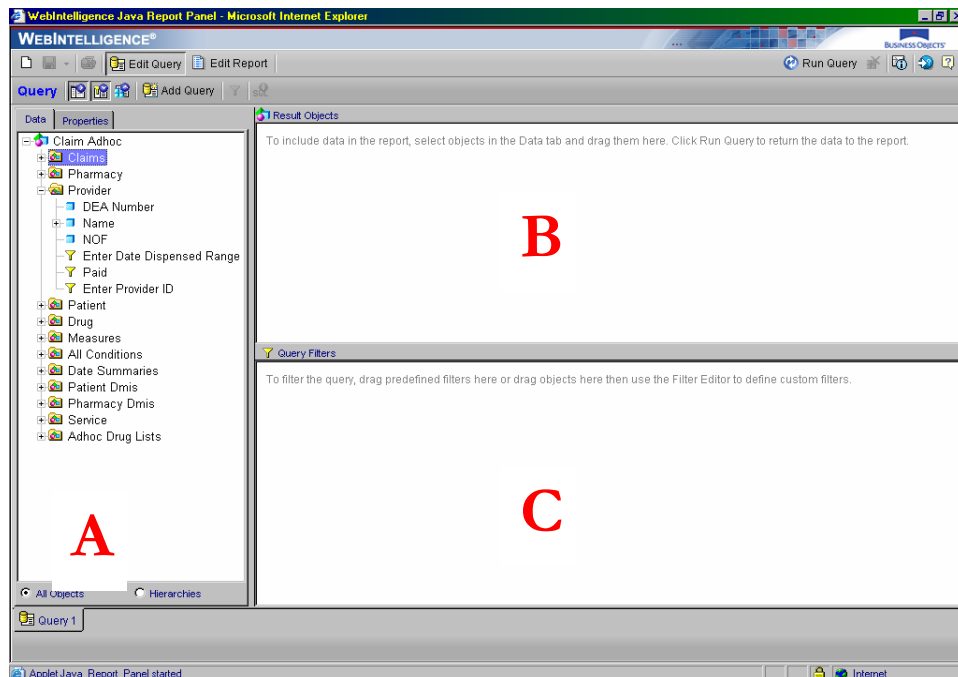 WebIntelligence Java Report Panel - Microsoft Internet Explorer
WEBINTELLIGENCE®
...
BUSINESS OBJECTS
Edit Query Edit Report Run Query
Query Add Query SQL
Data Properties
Result Objects
To include data in the report, select objects in the Data tab and drag them here. Click Run Query to return the data to the report.
Claim Adhoc
Claims
Pharmacy
Provider
DEA Number
Name
NOF
Enter Date Dispensed Range
Paid
Enter Provider ID
Patient
Drug
Measures
All Conditions
Date Summaries
Patient Dmis
Pharmacy Dmis
Service
Adhoc Drug Lists
A
All Objects Hierarchies
B
Query Filters
To filter the query, drag predefined filters here or drag objects here then use the Filter Editor to define custom filters.
C
Query 1
Applet Java_Report_Panel started Internet